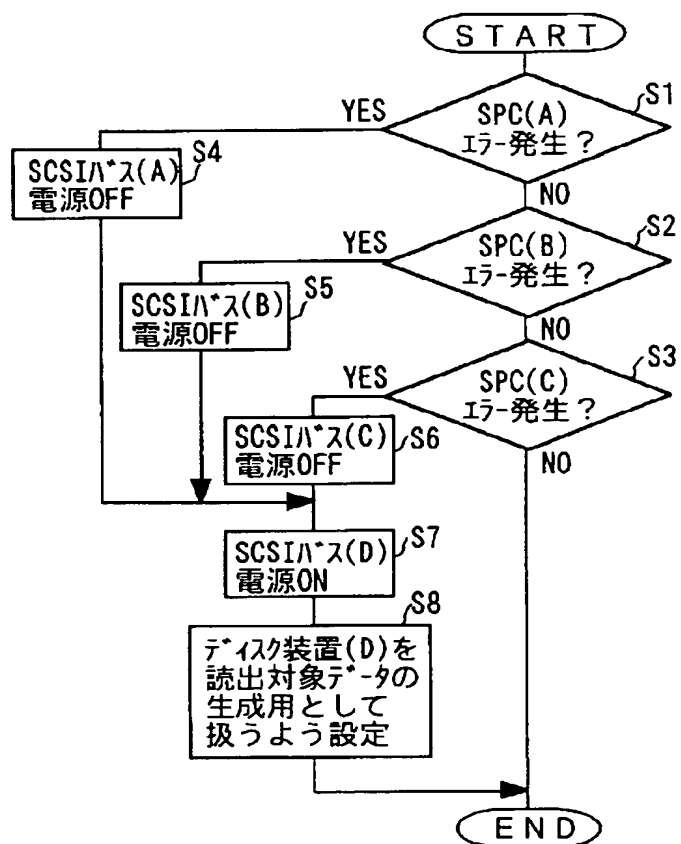 START
S1
YES
SPC(A)
エラー発生？
NO
S4
SCSIバス(A)
電源OFF
S2
YES
SPC(B)
エラー発生？
NO
S5
SCSIバス(B)
電源OFF
S3
YES
SPC(C)
エラー発生？
NO
S6
SCSIバス(C)
電源OFF
S7
SCSIバス(D)
電源ON
S8
ディスク装置(D)を
読出対象データの
生成用として
扱うよう設定
END